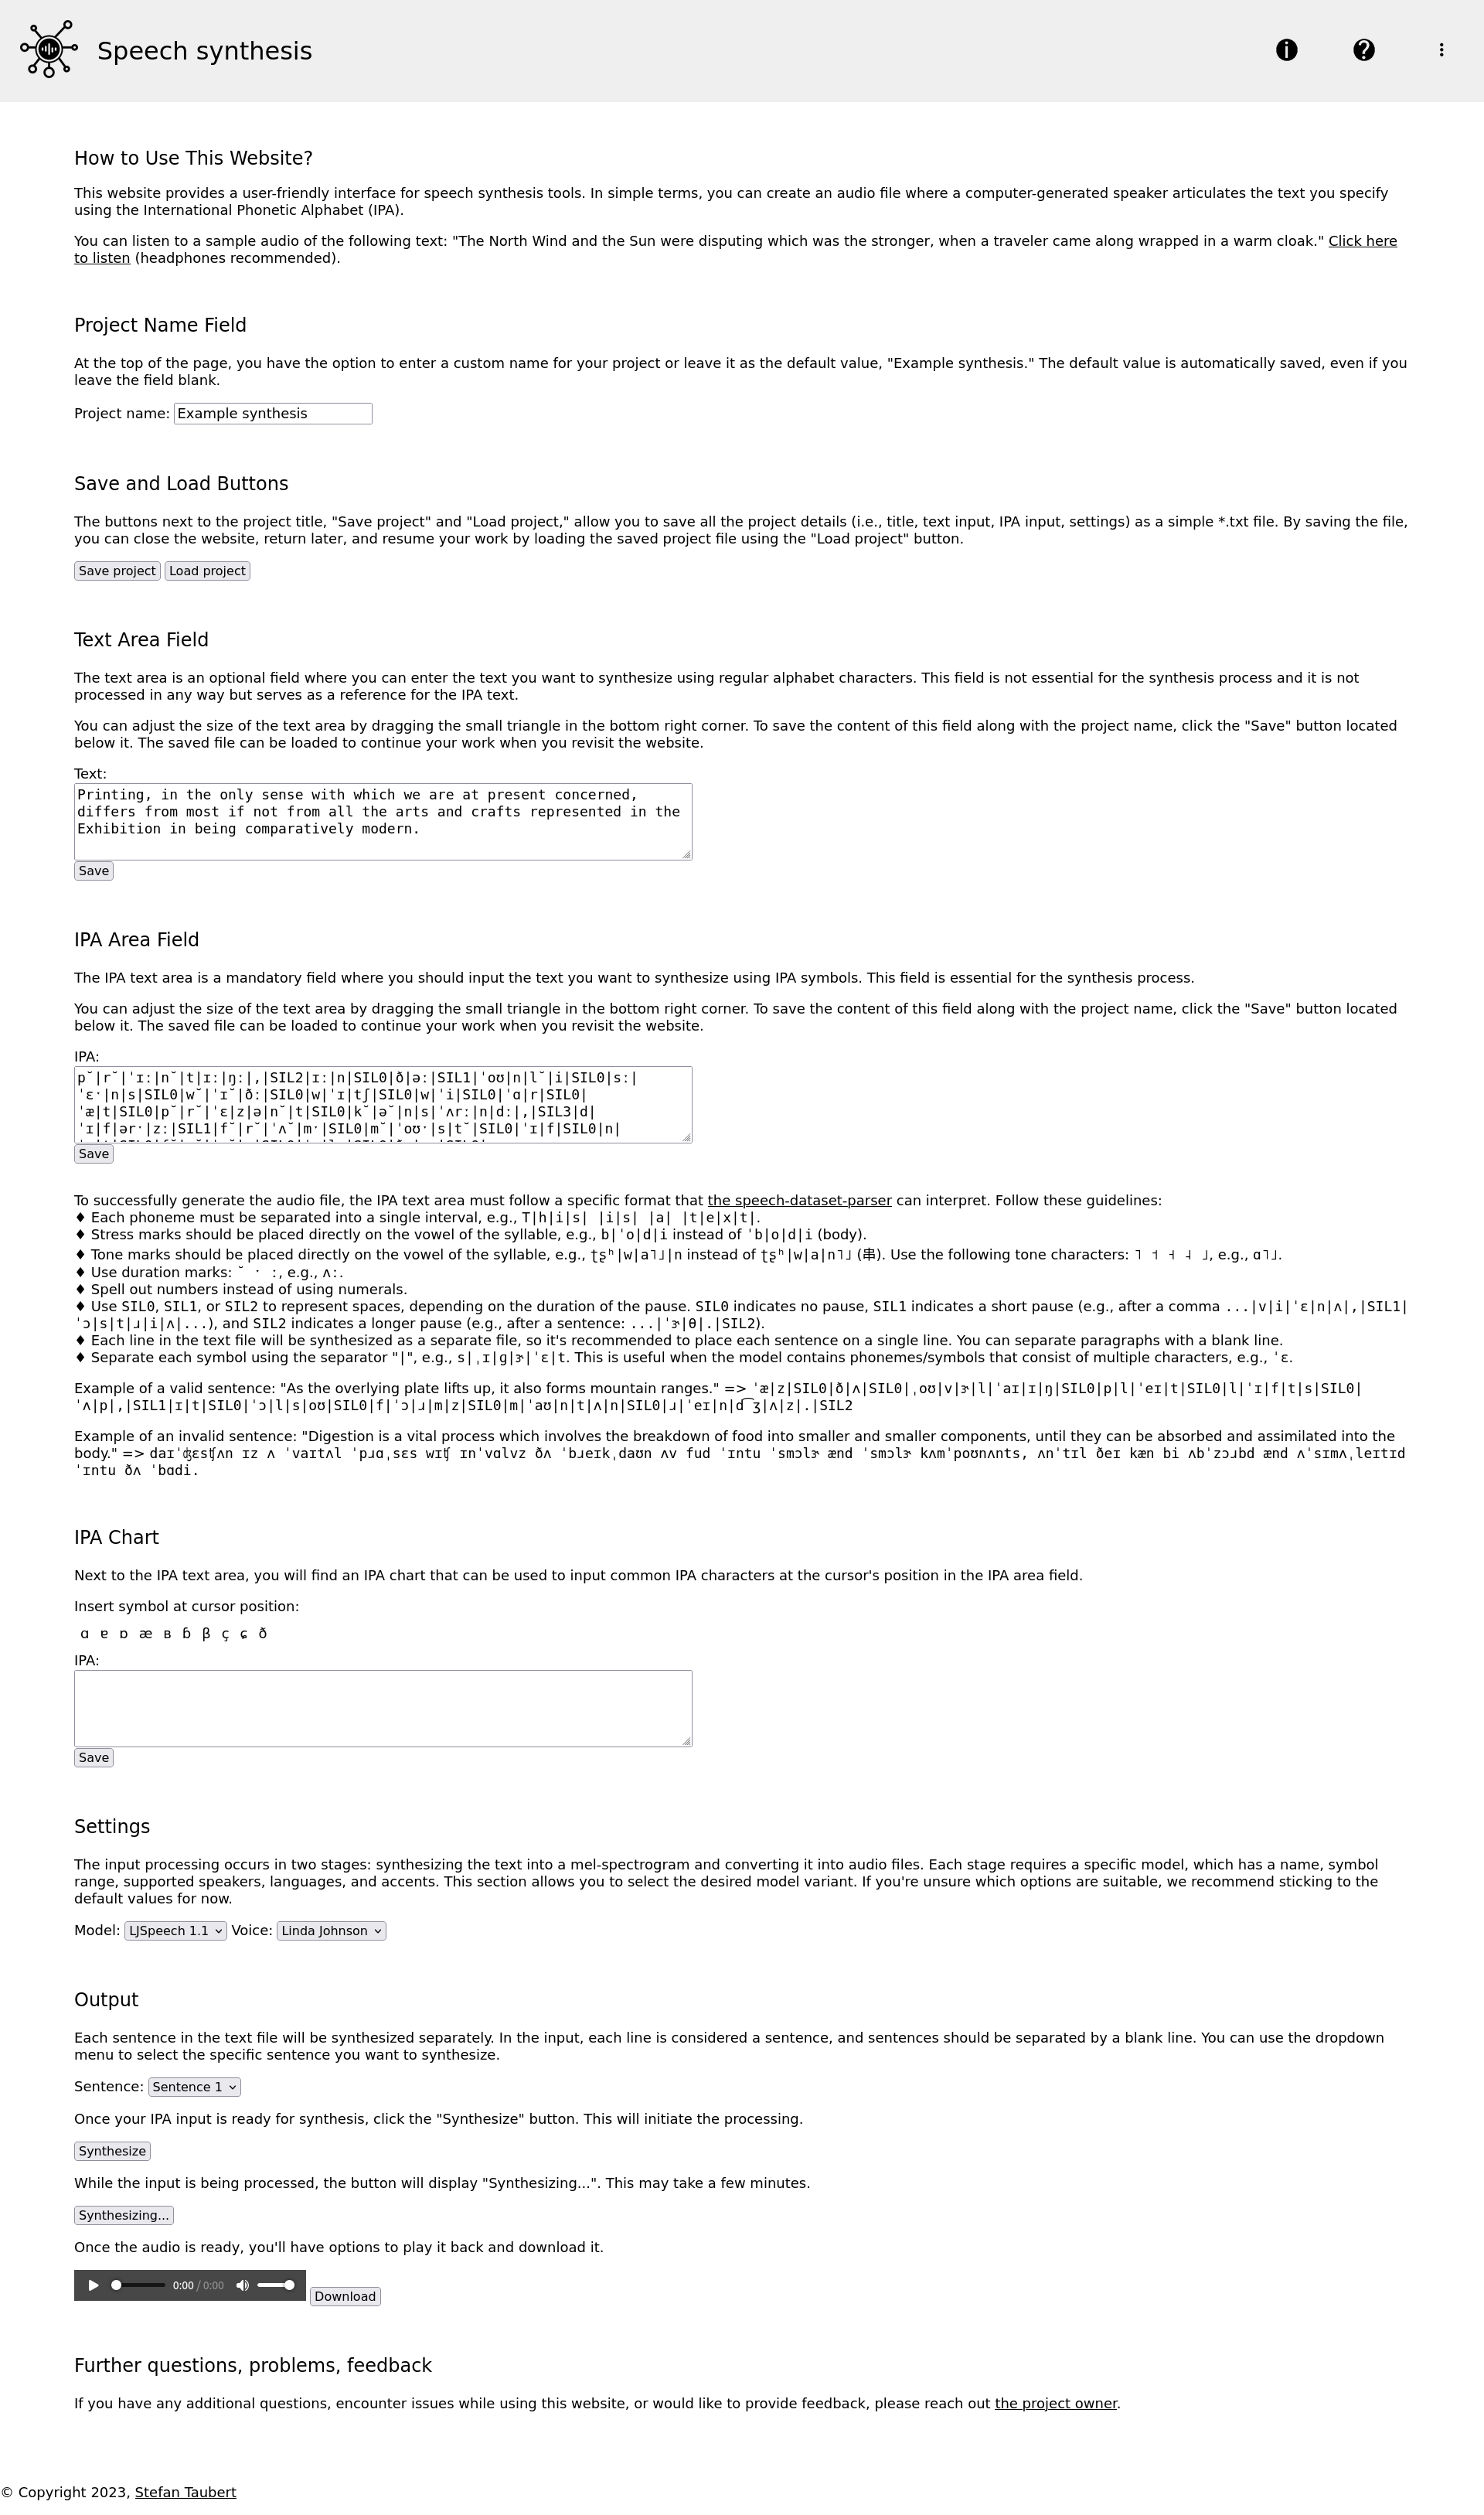 Speech synthesis
How to Use This Website?
This website provides a user-friendly interface for speech synthesis tools. In simple terms, you can create an audio file where a computer-generated speaker articulates the text you specify
using the International Phonetic Alphabet (IPA).
You can listen to a sample audio of the following text: "The North Wind and the Sun were disputing which was the stronger, when a traveler came along wrapped in a warm cloak." Click here
to listen (headphones recommended).
Project Name Field
At the top of the page, you have the option to enter a custom name for your project or leave it as the default value, "Example synthesis." The default value is automatically saved, even if you
leave the field blank.
Project name: Example synthesis
Save and Load Buttons
The buttons next to the project title, "Save project" and "Load project," allow you to save all the project details (i.e., title, text input, IPA input, settings) as a simple *.txt file. By saving the file,
you can close the website, return later, and resume your work by loading the saved project file using the "Load project" button.
Save project Load project
Text Area Field
The text area is an optional field where you can enter the text you want to synthesize using regular alphabet characters. This field is not essential for the synthesis process and it is not
processed in any way but serves as a reference for the IPA text.
You can adjust the size of the text area by dragging the small triangle in the bottom right corner. To save the content of this field along with the project name, click the "Save" button located
below it. The saved file can be loaded to continue your work when you revisit the website.
Text:
Printing, in the only sense with which we are at present concerned,
differs from most if not from all the arts and crafts represented in the
Exhibition in being comparatively modern.
Save
IPA Area Field
The IPA text area is a mandatory field where you should input the text you want to synthesize using IPA symbols. This field is essential for the synthesis process.
You can adjust the size of the text area by dragging the small triangle in the bottom right corner. To save the content of this field along with the project name, click the "Save" button located
below it. The saved file can be loaded to continue your work when you revisit the website.
IPA:
p˘|r˘|ˈɪː|n˘|t|ɪː|ŋː|,|SIL2|ɪː|n|SIL0|ð|əː|SIL1|ˈoʊ|n|l˘|i|SIL0|sː|
ˈɛˑ|n|s|SIL0|w˘|ˈɪ˘|ðː|SIL0|w|ˈɪ|tʃ|SIL0|w|ˈi|SIL0|ˈɑ|r|SIL0|
ˈæ|t|SIL0|p˘|r˘|ˈɛ|z|ə|n˘|t|SIL0|k˘|ə˘|n|s|ˈʌrː|n|dː|,|SIL3|d|
ˈɪ|f|ərˑ|zː|SIL1|f˘|r˘|ˈʌ˘|mˑ|SIL0|m˘|ˈoʊˑ|s|t˘|SIL0|ˈɪ|f|SIL0|n|
Save
To successfully generate the audio file, the IPA text area must follow a specific format that the speech-dataset-parser can interpret. Follow these guidelines:
♦ Each phoneme must be separated into a single interval, e.g., T|h|i|s| |i|s| |a| |t|e|x|t|.
♦ Stress marks should be placed directly on the vowel of the syllable, e.g., b|ˈo|d|i instead of ˈb|o|d|i (body).
♦ Tone marks should be placed directly on the vowel of the syllable, e.g., ʈʂʰ|w|a˥˩|n instead of ʈʂʰ|w|a|n˥˩ (串). Use the following tone characters: ˥ ˦ ˧ ˨ ˩, e.g., ɑ˥˩.
♦ Use duration marks: ˘ ˑ ː, e.g., ʌː.
♦ Spell out numbers instead of using numerals.
♦ Use SIL0, SIL1, or SIL2 to represent spaces, depending on the duration of the pause. SIL0 indicates no pause, SIL1 indicates a short pause (e.g., after a comma ...|v|i|ˈɛ|n|ʌ|,|SIL1|
ˈɔ|s|t|ɹ|i|ʌ|...), and SIL2 indicates a longer pause (e.g., after a sentence: ...|ˈɝ|θ|.|SIL2).
♦ Each line in the text file will be synthesized as a separate file, so it's recommended to place each sentence on a single line. You can separate paragraphs with a blank line.
♦ Separate each symbol using the separator "|", e.g., s|ˌɪ|ɡ|ɝ|ˈɛ|t. This is useful when the model contains phonemes/symbols that consist of multiple characters, e.g., ˈɛ.
Example of a valid sentence: "As the overlying plate lifts up, it also forms mountain ranges." => ˈæ|z|SIL0|ð|ʌ|SIL0|ˌoʊ|v|ɝ|l|ˈaɪ|ɪ|ŋ|SIL0|p|l|ˈeɪ|t|SIL0|l|ˈɪ|f|t|s|SIL0|
ˈʌ|p|,|SIL1|ɪ|t|SIL0|ˈɔ|l|s|oʊ|SIL0|f|ˈɔ|ɹ|m|z|SIL0|m|ˈaʊ|n|t|ʌ|n|SIL0|ɹ|ˈeɪ|n|d͡ʒ|ʌ|z|.|SIL2
Example of an invalid sentence: "Digestion is a vital process which involves the breakdown of food into smaller and smaller components, until they can be absorbed and assimilated into the
body." => daɪˈʤɛsʧʌn ɪz ʌ ˈvaɪtʌl ˈpɹɑˌsɛs wɪʧ ɪnˈvɑlvz ðʌ ˈbɹeɪkˌdaʊn ʌv fud ˈɪntu ˈsmɔlɝ ænd ˈsmɔlɝ kʌmˈpoʊnʌnts, ʌnˈtɪl ðeɪ kæn bi ʌbˈzɔɹbd ænd ʌˈsɪmʌˌleɪtɪd
ˈɪntu ðʌ ˈbɑdi.
IPA Chart
Next to the IPA text area, you will find an IPA chart that can be used to input common IPA characters at the cursor's position in the IPA area field.
Insert symbol at cursor position:
ɑ ɐ ɒ æ ʙ ɓ β ç ɕ ð
IPA:
Save
Settings
The input processing occurs in two stages: synthesizing the text into a mel-spectrogram and converting it into audio files. Each stage requires a specific model, which has a name, symbol
range, supported speakers, languages, and accents. This section allows you to select the desired model variant. If you're unsure which options are suitable, we recommend sticking to the
default values for now.
Model: LJSpeech 1.1 Voice: Linda Johnson
Output
Each sentence in the text file will be synthesized separately. In the input, each line is considered a sentence, and sentences should be separated by a blank line. You can use the dropdown
menu to select the specific sentence you want to synthesize.
Sentence: Sentence 1
Once your IPA input is ready for synthesis, click the "Synthesize" button. This will initiate the processing.
Synthesize
While the input is being processed, the button will display "Synthesizing...". This may take a few minutes.
Synthesizing...
Once the audio is ready, you'll have options to play it back and download it.
0:00 / 0:00 Download
Further questions, problems, feedback
If you have any additional questions, encounter issues while using this website, or would like to provide feedback, please reach out the project owner.
© Copyright 2023, Stefan Taubert